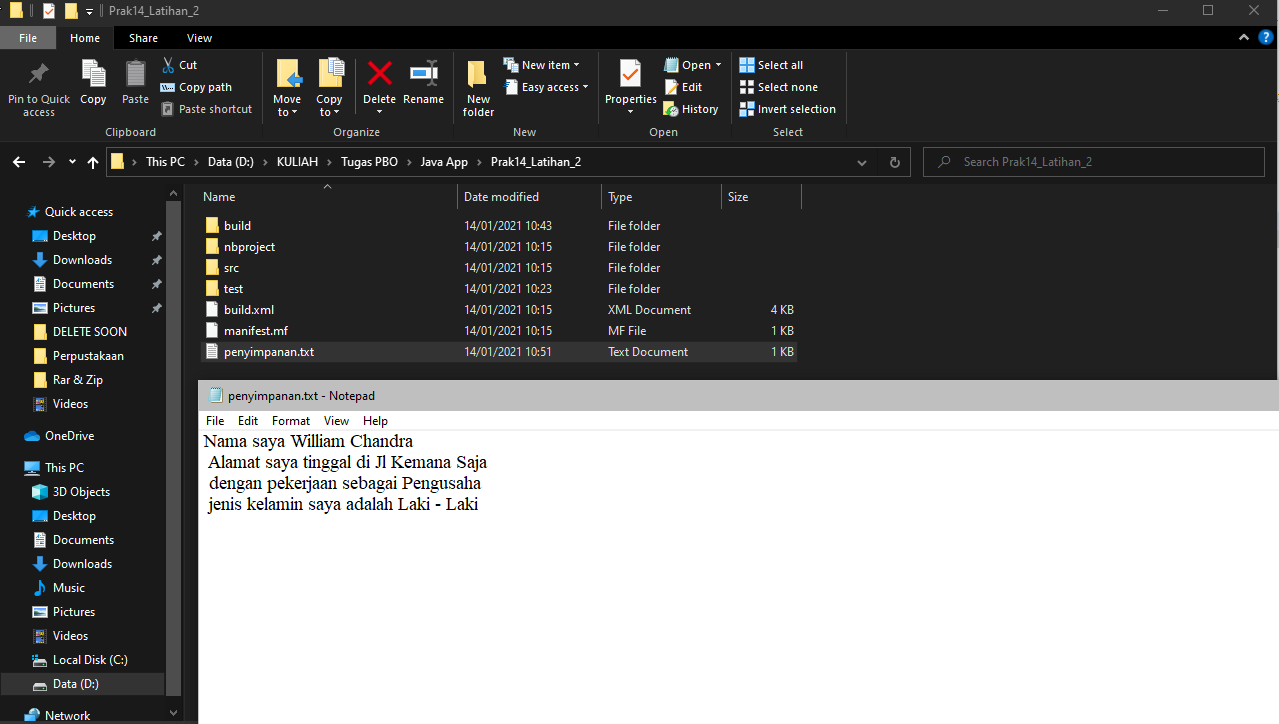 Prak14_Latihan_2
File Home Share View
Pin to Quick access
Copy
Paste
Cut
Copy path
Paste shortcut
Clipboard
Move to
Copy to
Delete
Rename
Organize
New folder
New item
Easy access
New
Properties
Open
Edit
History
Open
Select all
Select none
Invert selection
Select
This PC > Data (D:) > KULIAH > Tugas PBO > Java App > Prak14_Latihan_2
Search Prak14_Latihan_2
Quick access
Desktop
Downloads
Documents
Pictures
DELETE SOON
Perpustakaan
Rar & Zip
Videos
OneDrive
This PC
3D Objects
Desktop
Documents
Downloads
Music
Pictures
Videos
Local Disk (C:)
Data (D:)
Network
Name Date modified Type Size
build 14/01/2021 10:43 File folder
nbproject 14/01/2021 10:15 File folder
src 14/01/2021 10:15 File folder
test 14/01/2021 10:23 File folder
build.xml 14/01/2021 10:15 XML Document 4 KB
manifest.mf 14/01/2021 10:15 MF File 1 KB
penyimpanan.txt 14/01/2021 10:51 Text Document 1 KB
penyimpanan.txt - Notepad
File Edit Format View Help
Nama saya William Chandra
Alamat saya tinggal di Jl Kemana Saja
dengan pekerjaan sebagai Pengusaha
jenis kelamin saya adalah Laki - Laki